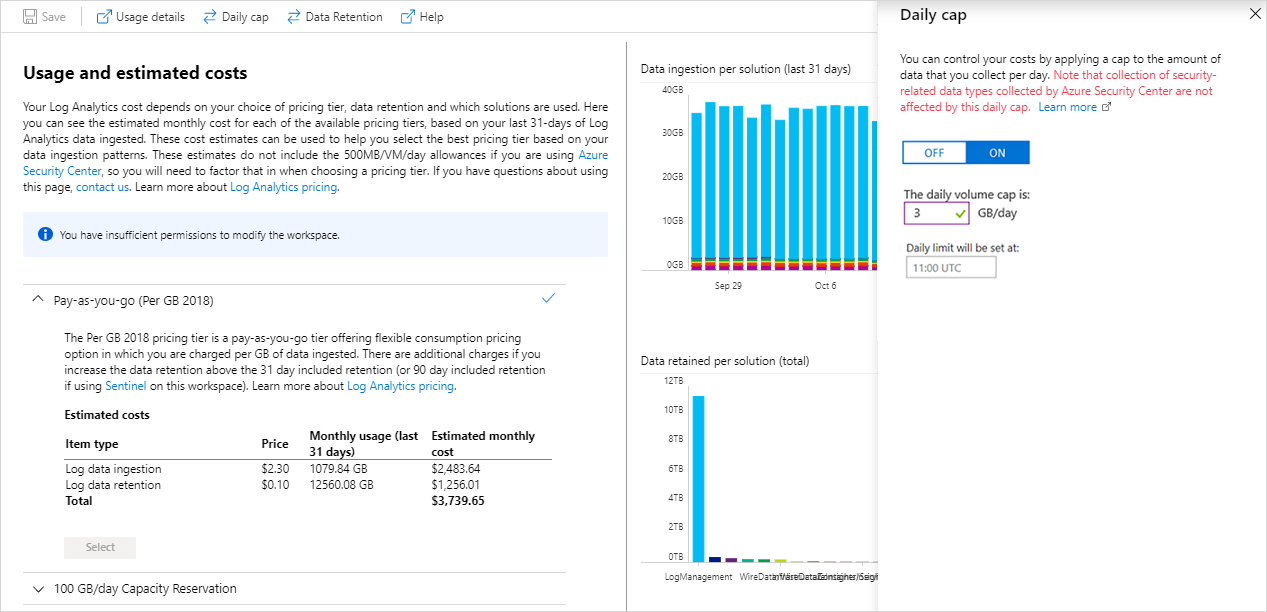 Save
Usage details
Daily cap
Data Retention
Help
Usage and estimated costs
Your Log Analytics cost depends on your choice of pricing tier, data retention and which solutions are used. Here
you can see the estimated monthly cost for each of the available pricing tiers, based on your last 31-days of Log
Analytics data ingested. These cost estimates can be used to help you select the best pricing tier based on your
data ingestion patterns. These estimates do not include the 500MB/VM/day allowances if you are using Azure
Security Center, so you will need to factor that in when choosing a pricing tier. If you have questions about using
this page, contact us. Learn more about Log Analytics pricing.
You have insufficient permissions to modify the workspace.
Pay-as-you-go (Per GB 2018)
The Per GB 2018 pricing tier is a pay-as-you-go tier offering flexible consumption pricing
option in which you are charged per GB of data ingested. There are additional charges if you
increase the data retention above the 31 day included retention (or 90 day included retention
if using Sentinel on this workspace). Learn more about Log Analytics pricing.
Estimated costs
Item type Price Monthly usage (last 31 days) Estimated monthly cost
Log data ingestion $2.30 1079.84 GB $2,483.64
Log data retention $0.10 12560.08 GB $1,256.01
Total $3,739.65
Select
100 GB/day Capacity Reservation
Data ingestion per solution (last 31 days)
40GB
30GB
20GB
10GB
0GB
Sep 29 Oct 6
Data retained per solution (total)
12TB
10TB
8TB
6TB
4TB
2TB
0TB
LogManagement
Daily cap
You can control your costs by applying a cap to the amount of
data that you collect per day. Note that collection of security-
related data types collected by Azure Security Center are not
affected by this daily cap. Learn more
OFF ON
The daily volume cap is:
3 GB/day
Daily limit will be set at:
11:00 UTC